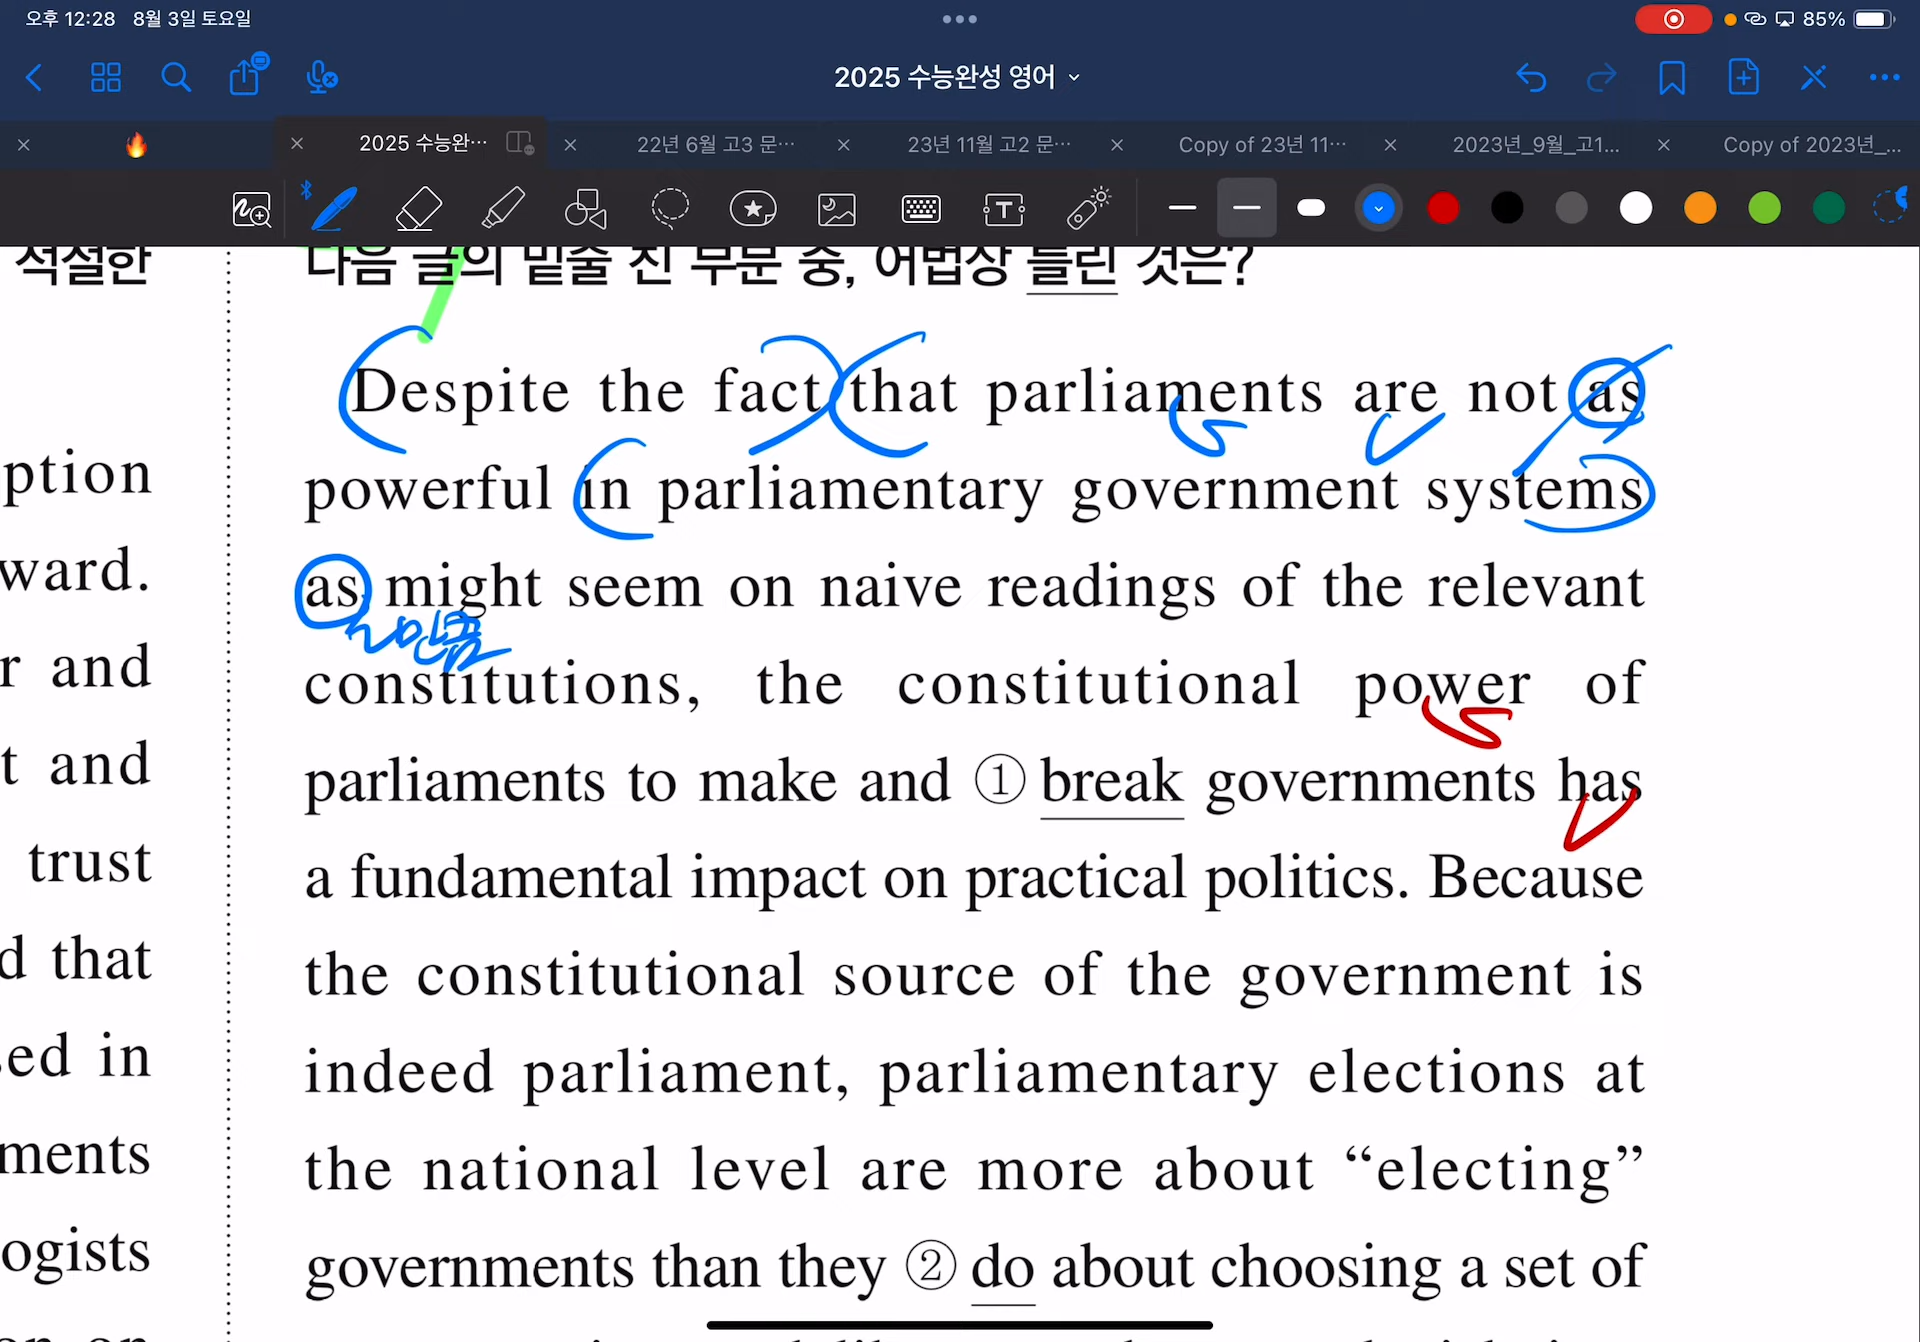 오후 12:28 8월 3일 토요일
85%
2025 수능완성 영어
2025 수능완… 22년 6월 고3 문… 23년 11월 고2 문… Copy of 23년 11… 2023년_9월_고1… Copy of 2023년_…
적절한
ption
ward.
r and
t and
trust
d that
sed in
ments
ogists
다음 글의 밑줄 친 부분 중, 어법상 틀린 것은?
Despite the fact that parliaments are not as
powerful in parliamentary government systems
as might seem on naive readings of the relevant
constitutions, the constitutional power of
parliaments to make and ① break governments has
a fundamental impact on practical politics. Because
the constitutional source of the government is
indeed parliament, parliamentary elections at
the national level are more about “electing”
governments than they ② do about choosing a set of